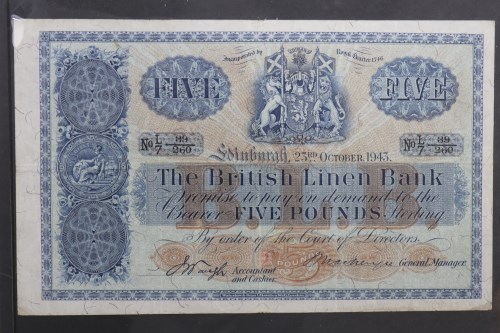 Incorporated by Royal Charter 1746
FIVE FIVE
No L/7 39/260 No L/7 39/260
Edinburgh, 23RD OCTOBER 1943.
The British Linen Bank
Promise to pay on demand to the
Bearer FIVE POUNDS Sterling
By order of the Court of Directors.
Accountant and Cashier
General Manager